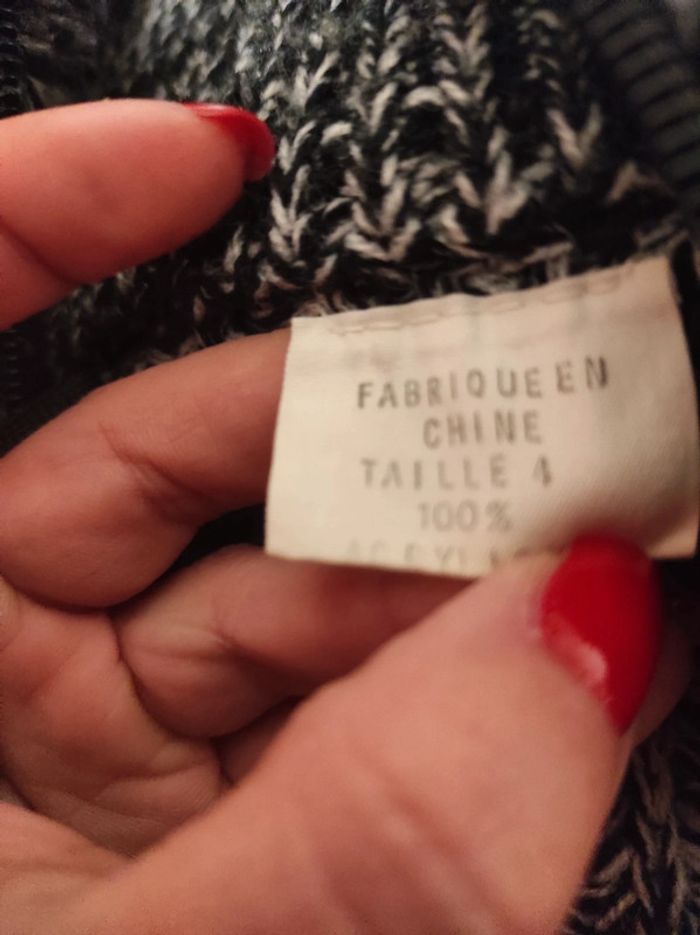 FABRIQUE EN
CHINE
TAILLE 4
100%